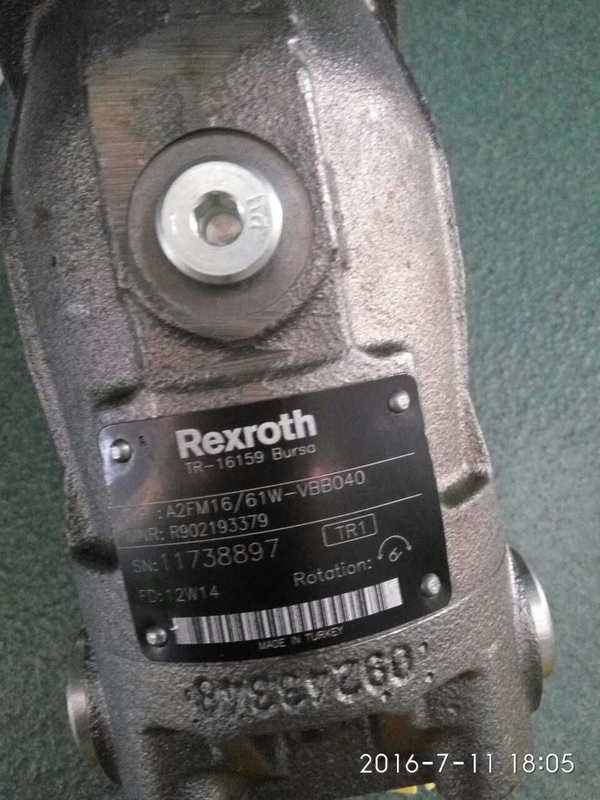 Rexroth
TR-16159 Bursa
:A2FM16/61W-VBB040
MNR: R902193379
SN:11738897
TR1
FD:12W14
Rotation:
MADE IN TURKEY
2016-7-11 18:05